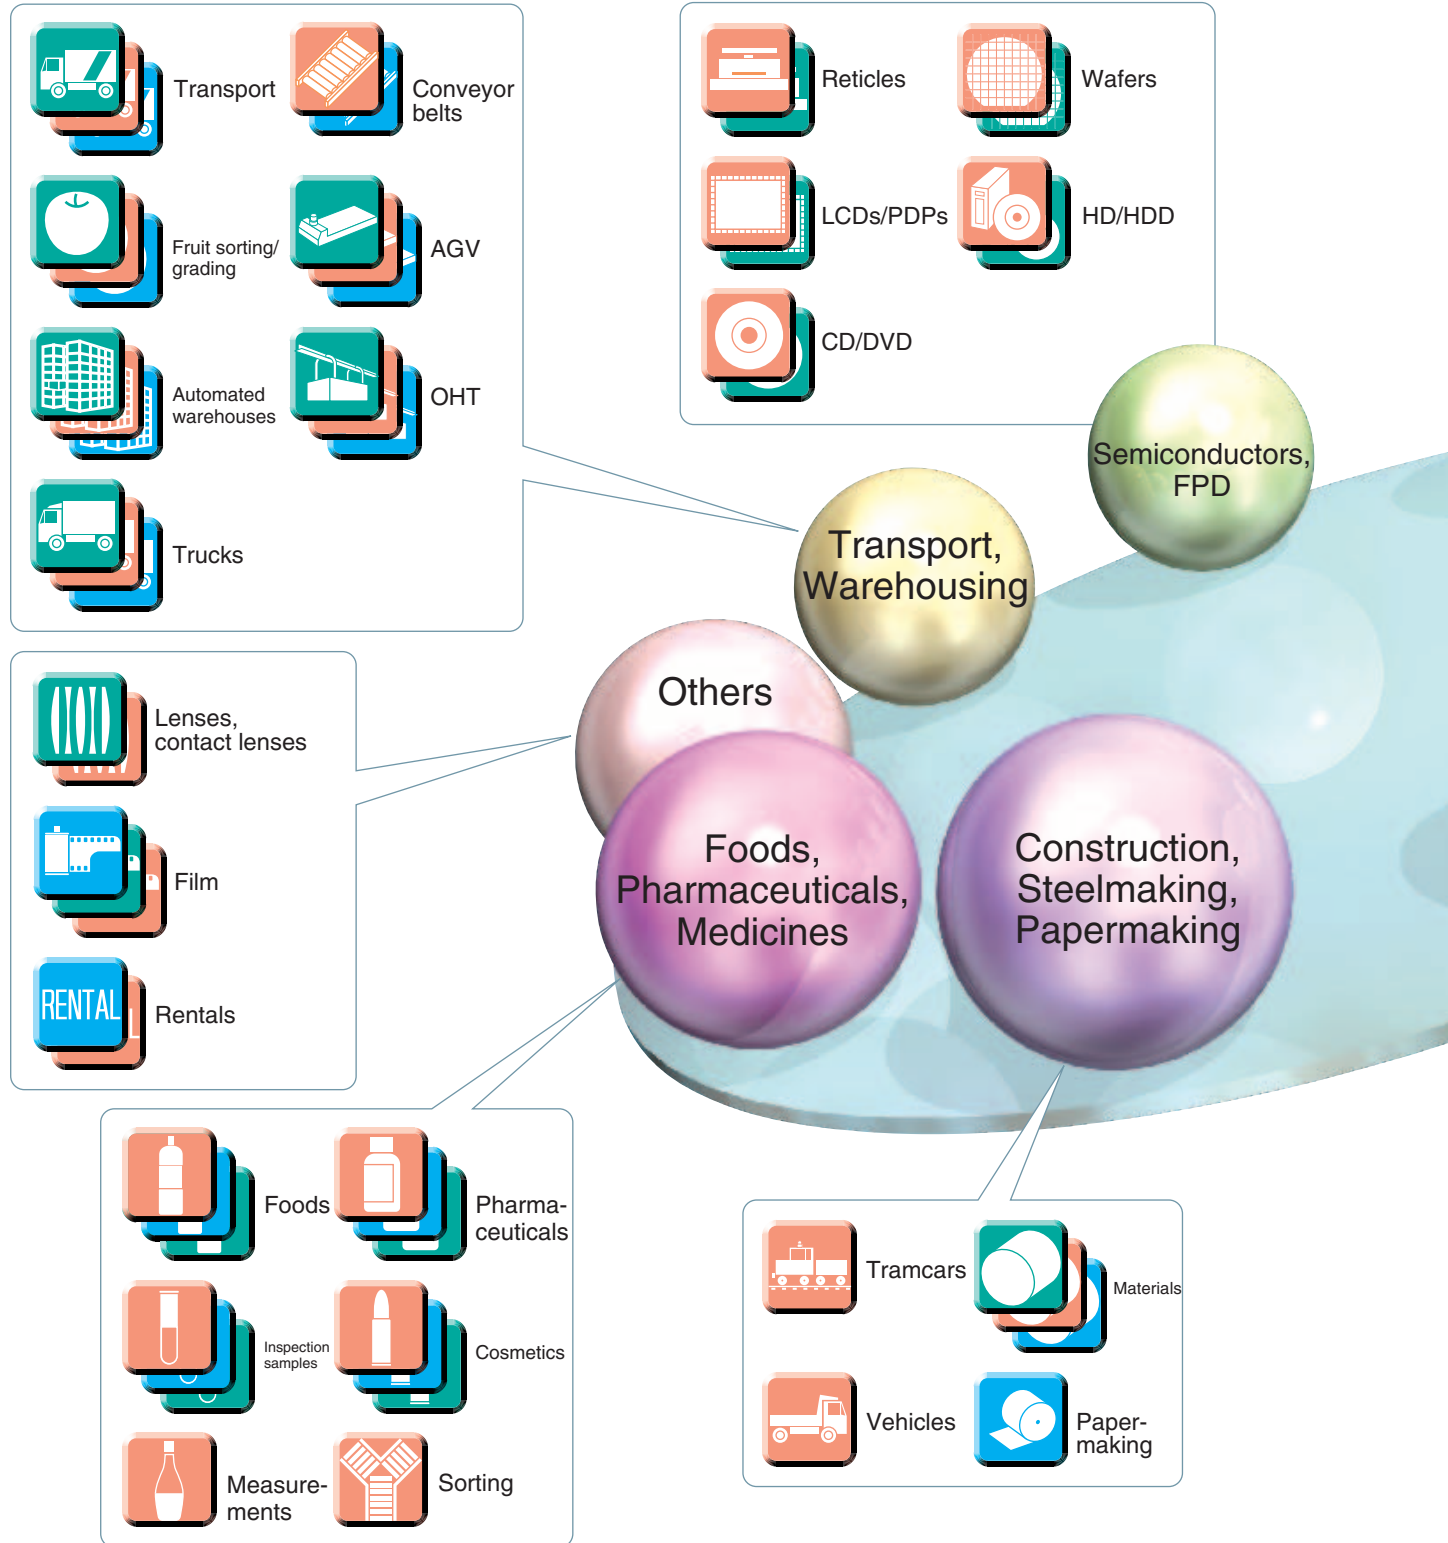 Transport
Conveyor
belts
Fruit sorting/
grading
AGV
Automated
warehouses
OHT
Trucks
Reticles
Wafers
LCDs/PDPs
HD/HDD
CD/DVD
Semiconductors,
FPD
Transport,
Warehousing
Others
Foods,
Pharmaceuticals,
Medicines
Construction,
Steelmaking,
Papermaking
Lenses,
contact lenses
Film
RENTAL
Rentals
Foods
Pharma-
ceuticals
Inspection
samples
Cosmetics
Measure-
ments
Sorting
Tramcars
Materials
Vehicles
Paper-
making